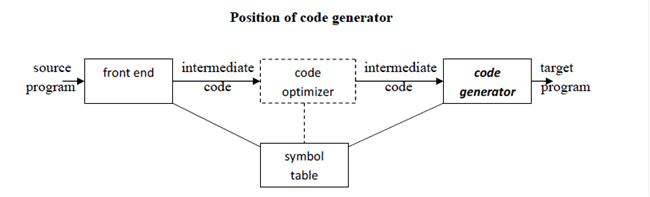 Position of code generator
source
program
front end
intermediate
code
code
optimizer
intermediate
code
code
generator
target
program
symbol
table